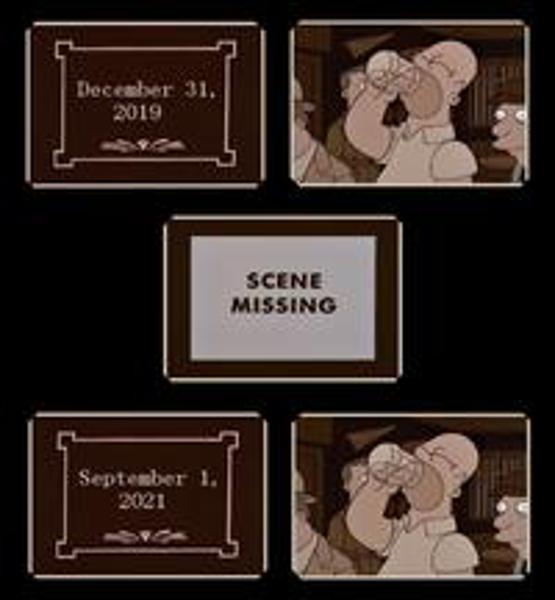 December 31,
2019
SCENE
MISSING
September 1,
2021